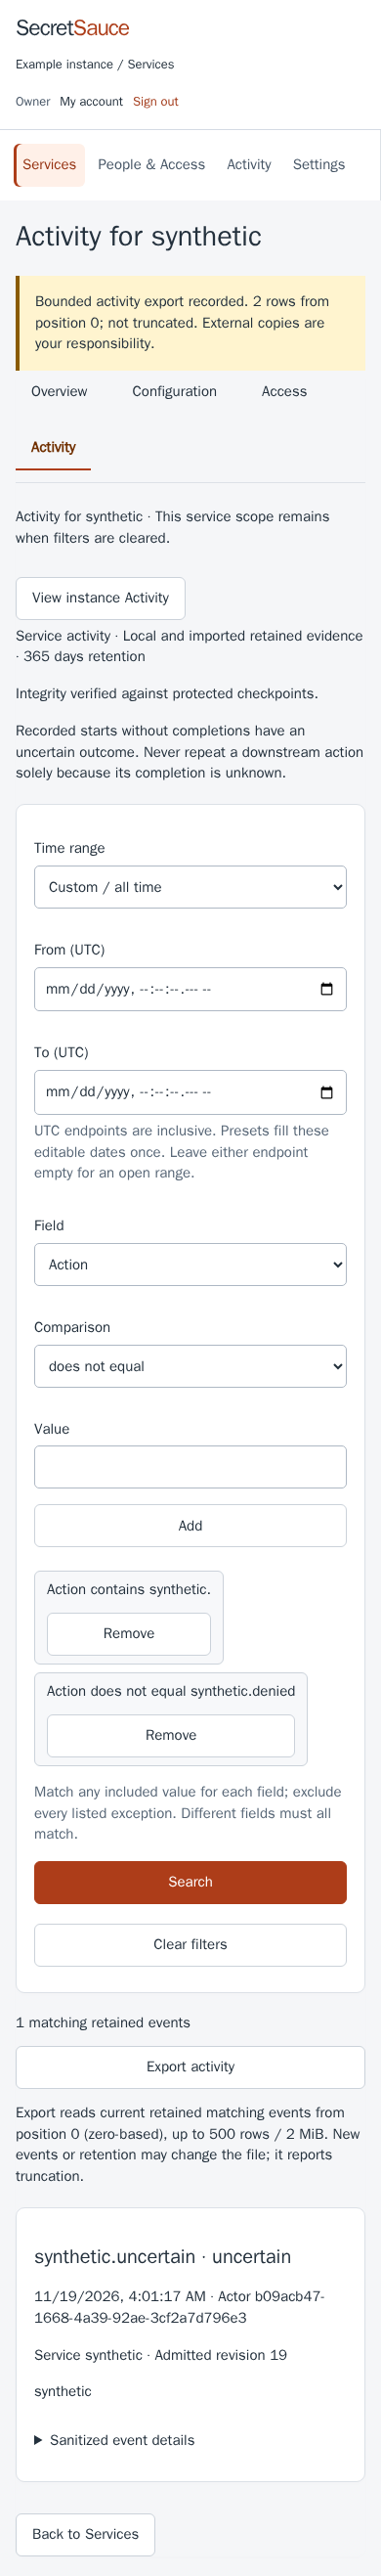 SecretSauce
Example instance / Services
Owner My account Sign out
Services People & Access Activity Settings
Activity for synthetic
Bounded activity export recorded. 2 rows from
position 0; not truncated. External copies are
your responsibility.
Overview Configuration Access
Activity
Activity for synthetic · This service scope remains
when filters are cleared.
View instance Activity
Service activity · Local and imported retained evidence
· 365 days retention
Integrity verified against protected checkpoints.
Recorded starts without completions have an
uncertain outcome. Never repeat a downstream action
solely because its completion is unknown.
Time range
Custom / all time
From (UTC)
mm/dd/yyyy, --:--:--.--- --
To (UTC)
mm/dd/yyyy, --:--:--.--- --
UTC endpoints are inclusive. Presets fill these
editable dates once. Leave either endpoint
empty for an open range.
Field
Action
Comparison
does not equal
Value
Add
Action contains synthetic.
Remove
Action does not equal synthetic.denied
Remove
Match any included value for each field; exclude
every listed exception. Different fields must all
match.
Search
Clear filters
1 matching retained events
Export activity
Export reads current retained matching events from
position 0 (zero-based), up to 500 rows / 2 MiB. New
events or retention may change the file; it reports
truncation.
synthetic.uncertain · uncertain
11/19/2026, 4:01:17 AM · Actor b09acb47-
1668-4a39-92ae-3cf2a7d796e3
Service synthetic · Admitted revision 19
synthetic
Sanitized event details
Back to Services